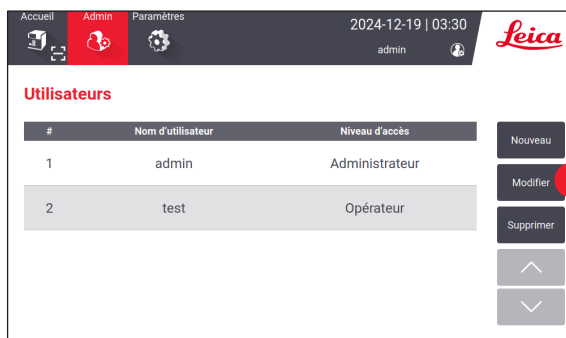 Accueil Admin Paramètres
2024-12-19 | 03:30
admin
Leica
Utilisateurs
# Nom d'utilisateur Niveau d'accès
1 admin Administrateur
2 test Opérateur
Nouveau
Modifier
Supprimer